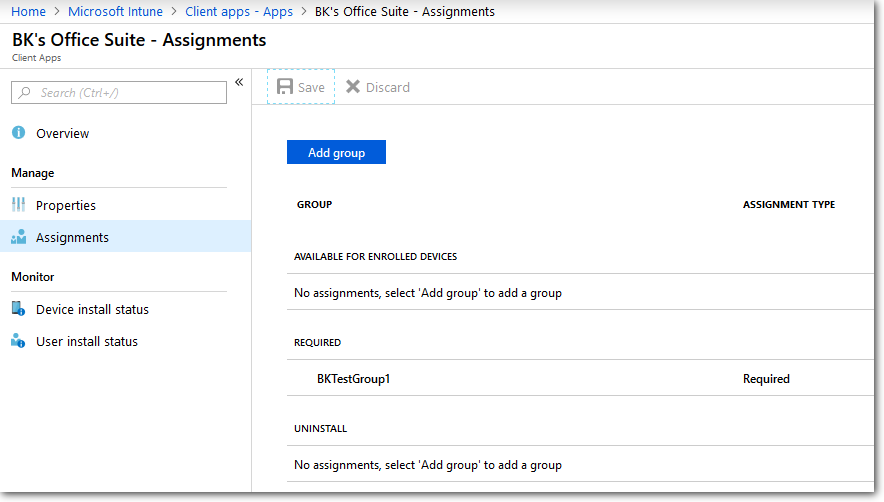 Home > Microsoft Intune > Client apps - Apps > BK's Office Suite - Assignments
BK's Office Suite - Assignments
Client Apps
«
Search (Ctrl+/)
Save
Discard
Overview
Manage
Properties
Assignments
Monitor
Device install status
User install status
Add group
GROUP ASSIGNMENT TYPE
AVAILABLE FOR ENROLLED DEVICES
No assignments, select 'Add group' to add a group
REQUIRED
BKTestGroup1 Required
UNINSTALL
No assignments, select 'Add group' to add a group